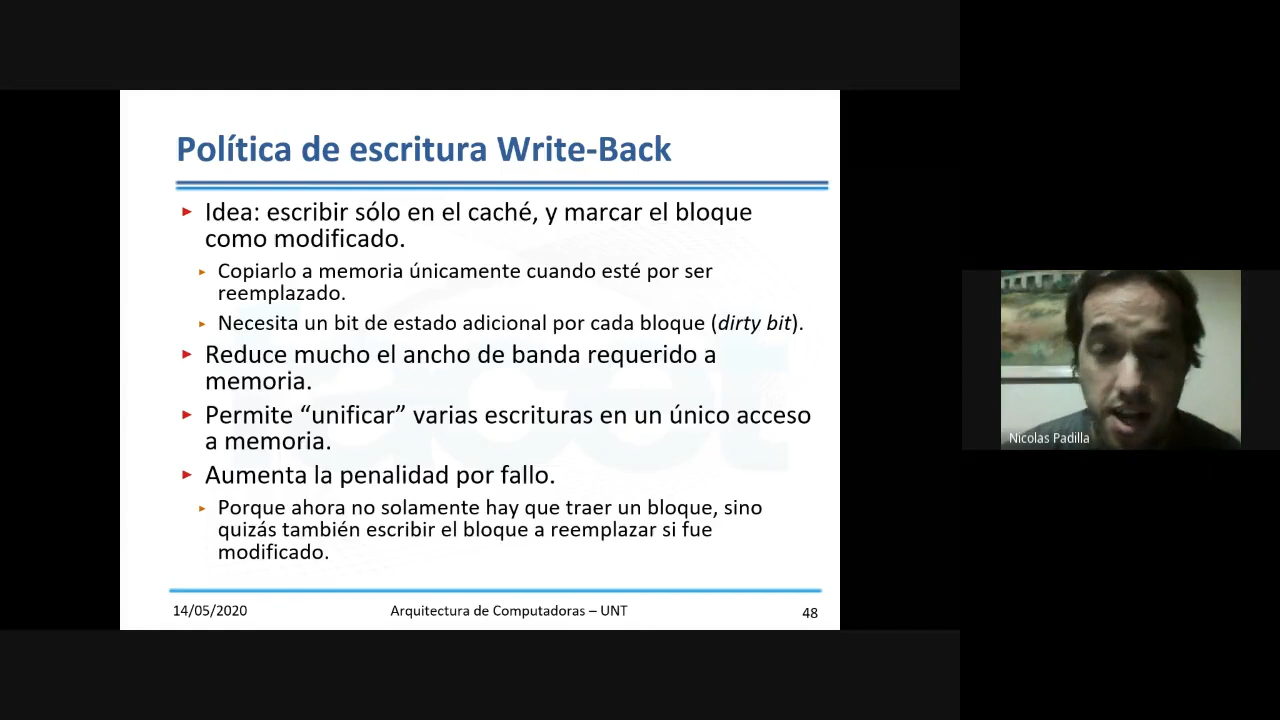 Política de escritura Write-Back
Idea: escribir sólo en el caché, y marcar el bloque
como modificado.
Copiarlo a memoria únicamente cuando esté por ser
reemplazado.
Necesita un bit de estado adicional por cada bloque (dirty bit).
Reduce mucho el ancho de banda requerido a
memoria.
Permite “unificar” varias escrituras en un único acceso
a memoria.
Aumenta la penalidad por fallo.
Porque ahora no solamente hay que traer un bloque, sino
quizás también escribir el bloque a reemplazar si fue
modificado.
14/05/2020
Arquitectura de Computadoras – UNT
48
Nicolas Padilla